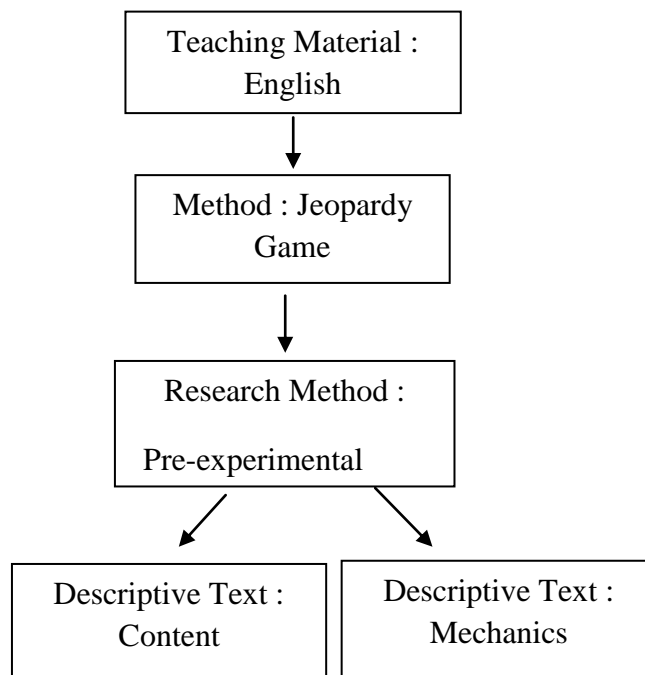 Teaching Material :
English
Method : Jeopardy
Game
Research Method :
Pre-experimental
Descriptive Text :
Content
Descriptive Text :
Mechanics